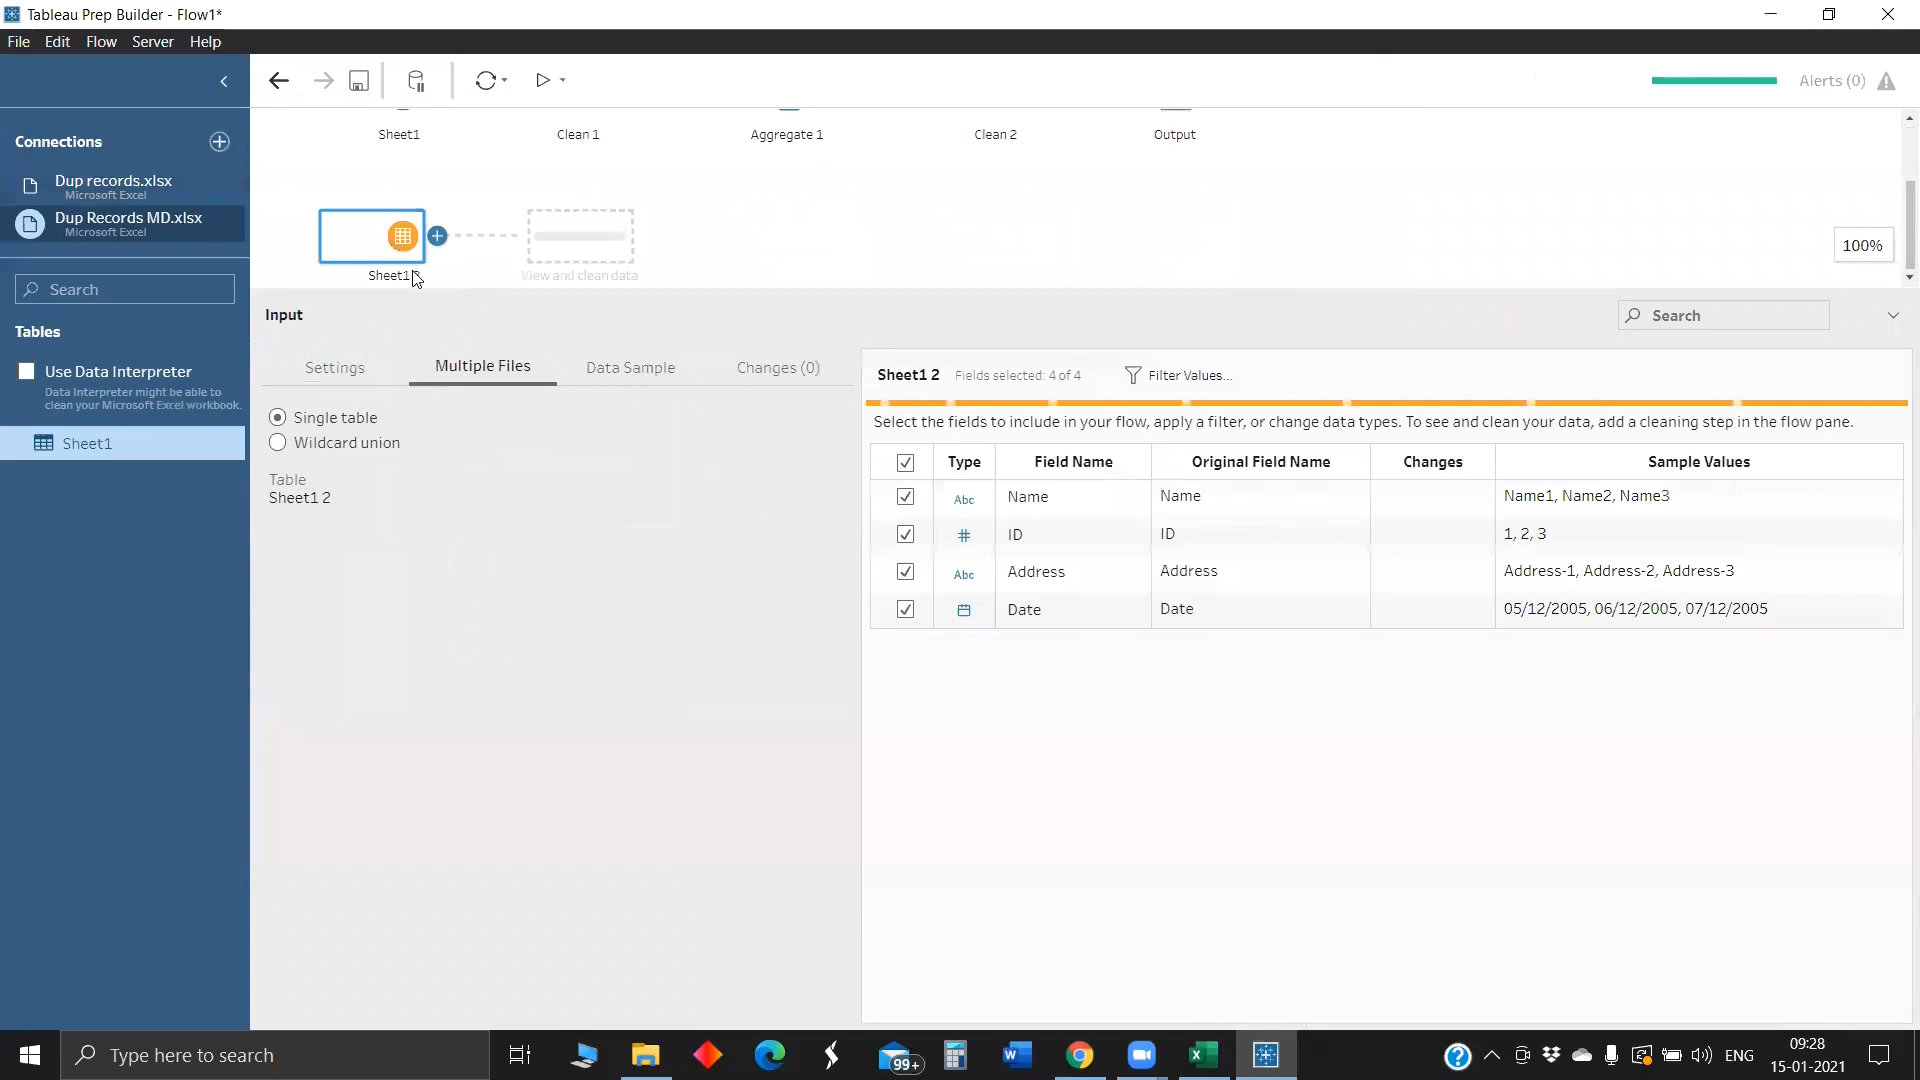 Tableau Prep Builder - Flow1*
File Edit Flow Server Help
Alerts (0)
Connections
Dup records.xlsx
Microsoft Excel
Dup Records MD.xlsx
Microsoft Excel
Search
Tables
Use Data Interpreter
Data Interpreter might be able to
clean your Microsoft Excel workbook.
Sheet1
Sheet1 Clean 1 Aggregate 1 Clean 2 Output
Sheet1 2 View and clean data
100%
Input
Search
Settings Multiple Files Data Sample Changes (0)
Single table
Wildcard union
Table
Sheet1 2
Sheet1 2 Fields selected: 4 of 4 Filter Values...
Select the fields to include in your flow, apply a filter, or change data types. To see and clean your data, add a cleaning step in the flow pane.
Type Field Name Original Field Name Changes Sample Values
Abc Name Name Name1, Name2, Name3
# ID ID 1, 2, 3
Abc Address Address Address-1, Address-2, Address-3
Date Date 05/12/2005, 06/12/2005, 07/12/2005
Type here to search
99+
ENG
09:28
15-01-2021